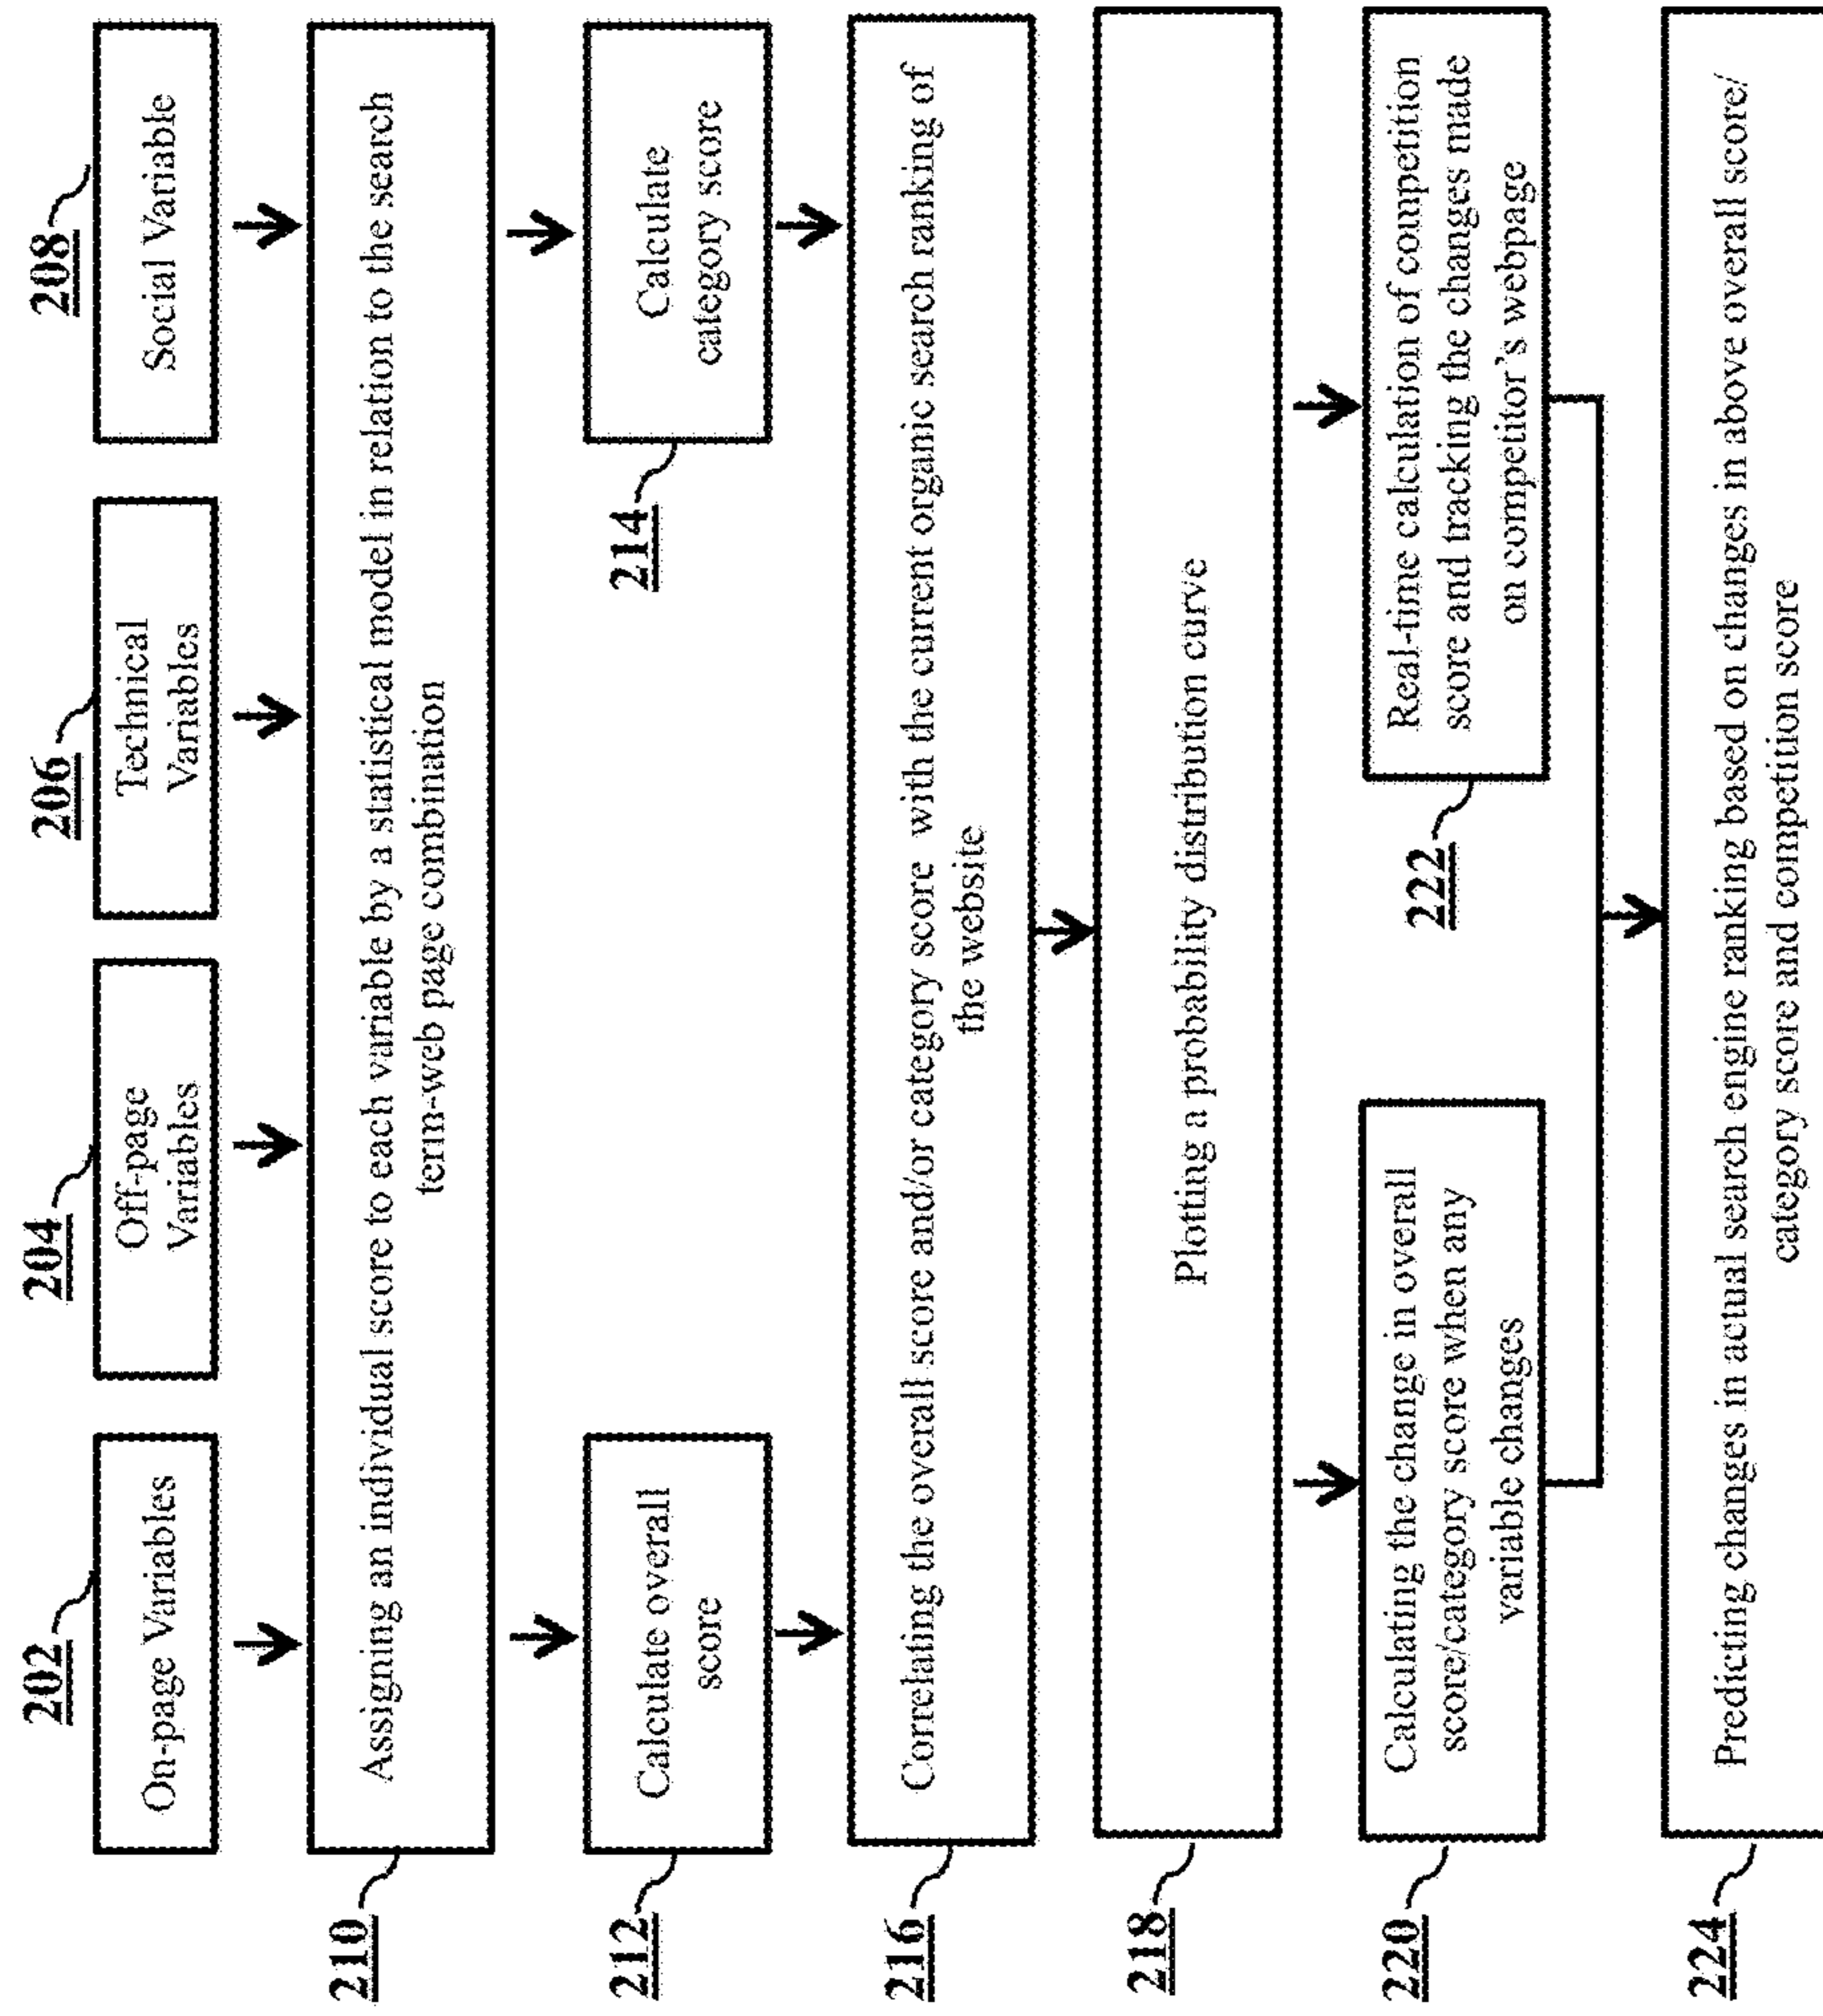 202
204
206
208
On-page Variables
Off-page
Variables
Technical
Variables
Social Variable
210
Assigning an individual score to each variable by a statistical model in relation to the search
term-web page combination
212
Calculate overall
score
214
Calculate
category score
216
Correlating the overall score and/or category score with the current organic search ranking of
the website
218
Plotting a probability distribution curve
220
Calculating the change in overall
score/category score when any
variable changes
222
Real-time calculation of competition
score and tracking the changes made
on competitor's webpage
224
Predicting changes in actual search engine ranking based on changes in above overall score/
category score and competition score